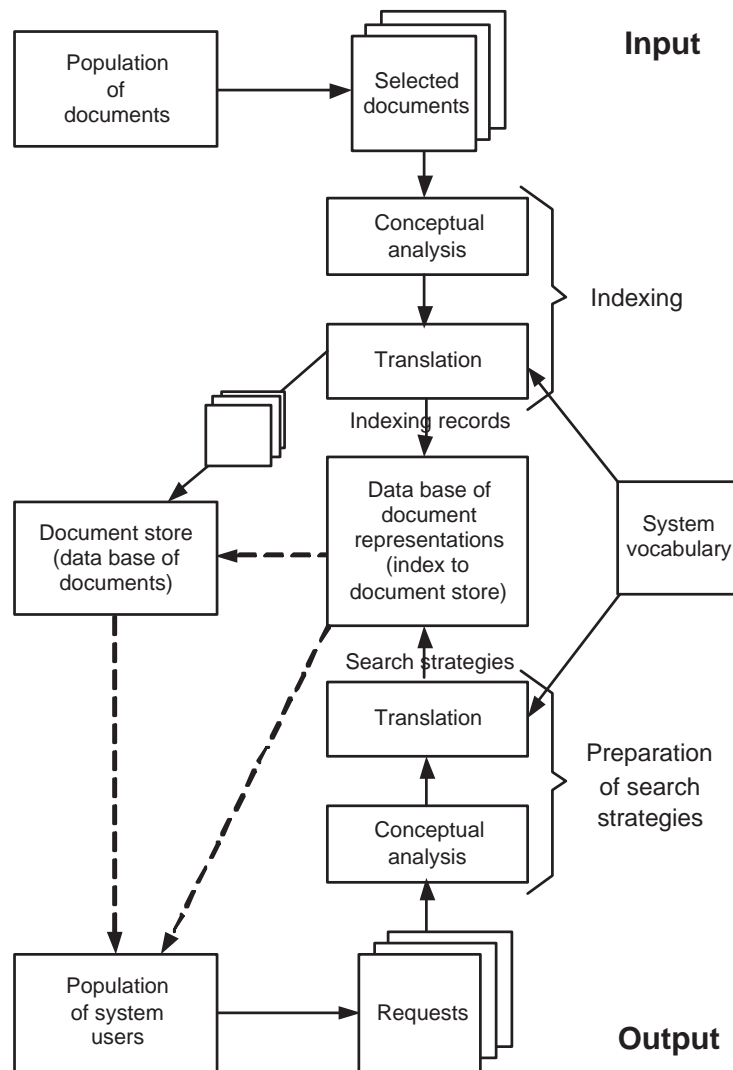 Input
Population
of
documents
Selected
documents
Conceptual
analysis
Indexing
Translation
Indexing records
Data base of
document
representations
(index to
document store)
System
vocabulary
Document store
(data base of
documents)
Search strategies
Translation
Preparation
of search
strategies
Conceptual
analysis
Population
of system
users
Requests
Output